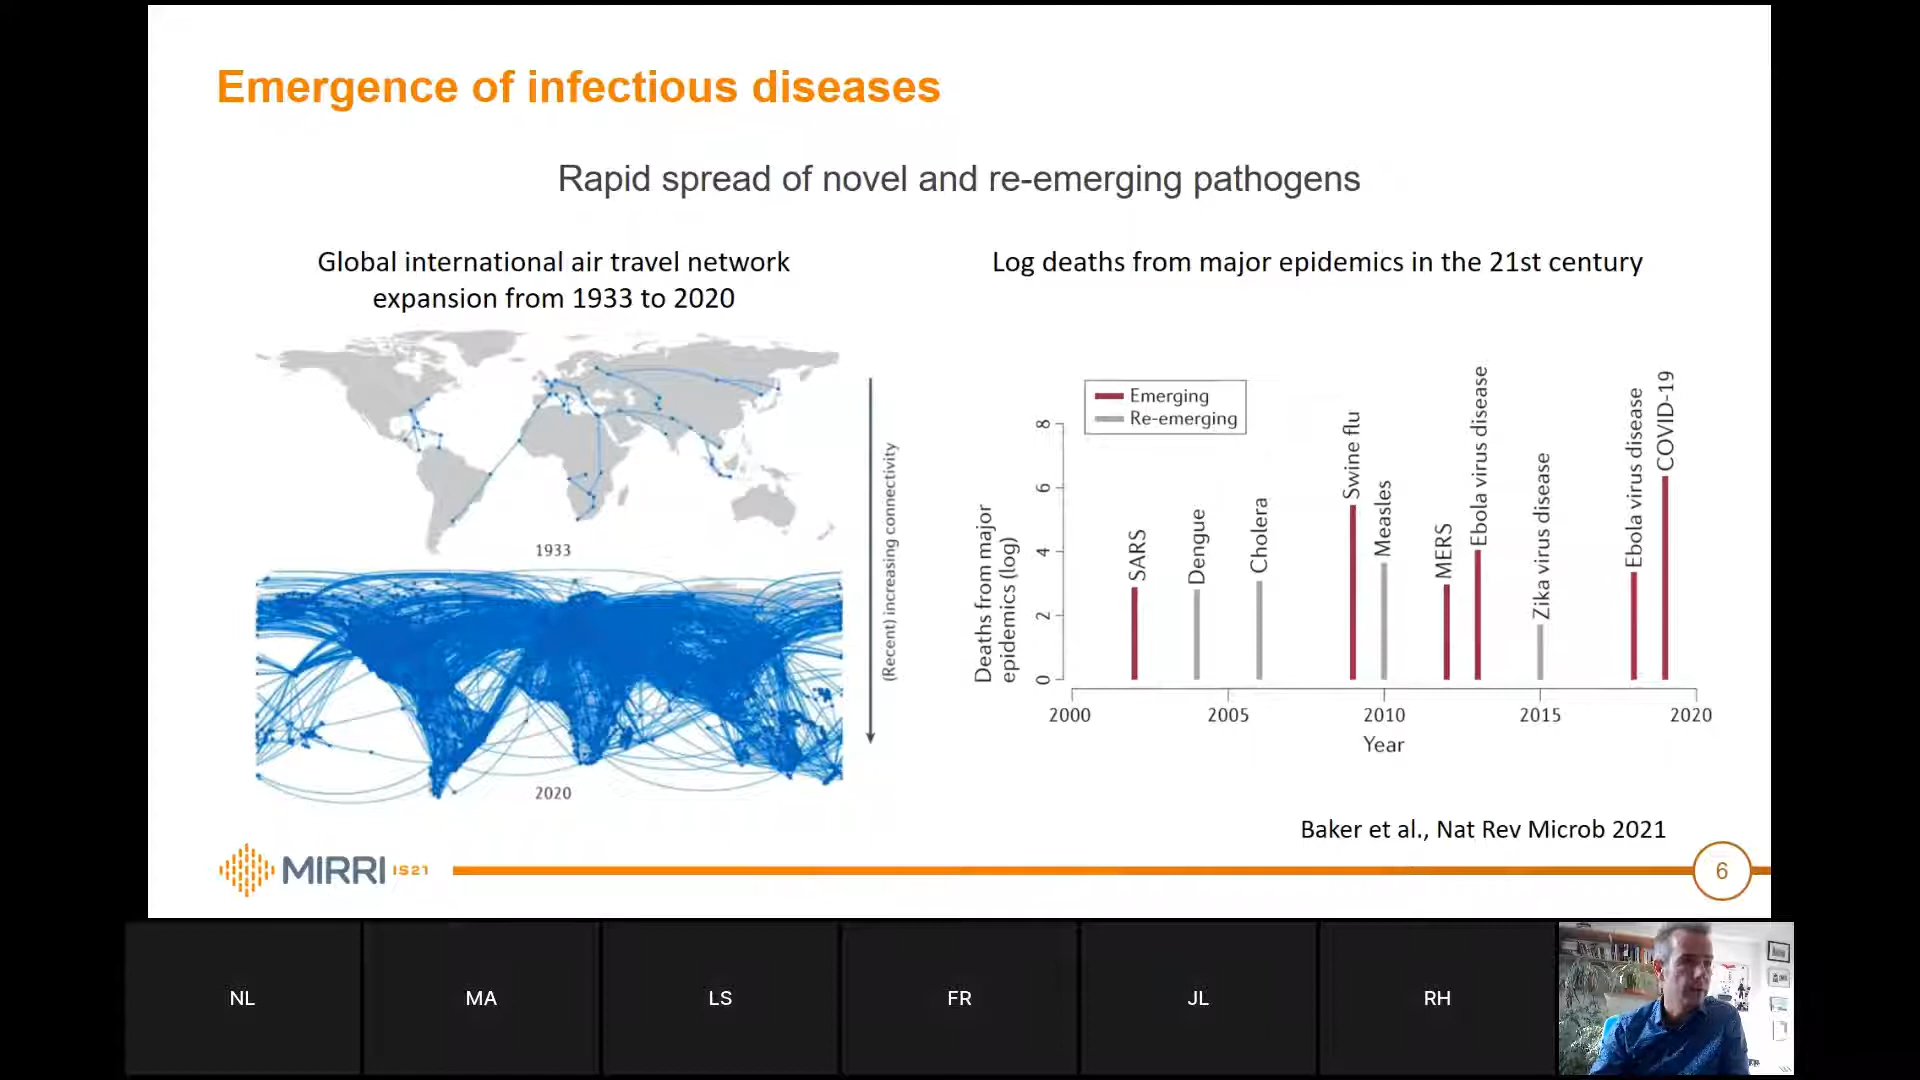 Emergence of infectious diseases
Rapid spread of novel and re-emerging pathogens
Global international air travel network
expansion from 1933 to 2020
1933
2020
(Recent) increasing connectivity
Log deaths from major epidemics in the 21st century
Emerging
Re-emerging
Deaths from major
epidemics (log)
8
6
4
2
0
SARS
Dengue
Cholera
Swine flu
Measles
MERS
Ebola virus disease
Zika virus disease
Ebola virus disease
COVID-19
2000
2005
2010
2015
2020
Year
Baker et al., Nat Rev Microb 2021
MIRRI IS21
6
NL
MA
LS
FR
JL
RH